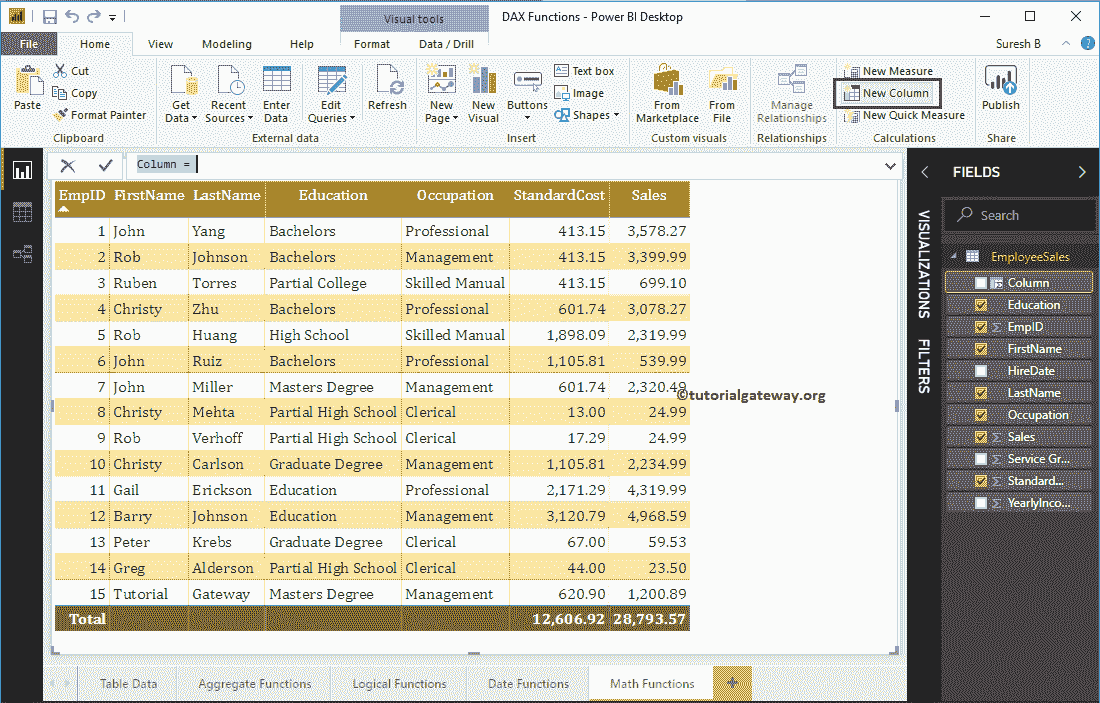 Visual tools
DAX Functions - Power BI Desktop
File Home View Modeling Help Format Data / Drill Suresh B
Cut
Copy
Format Painter
Paste
Clipboard
Get Data
Recent Sources
Enter Data
Edit Queries
External data
Refresh
New Page
New Visual
Buttons
Text box
Image
Shapes
Insert
From Marketplace
From File
Custom visuals
Manage Relationships
Relationships
New Measure
New Column
New Quick Measure
Calculations
Publish
Share
Column =
EmpID FirstName LastName Education Occupation StandardCost Sales
1 John Yang Bachelors Professional 413.15 3,578.27
2 Rob Johnson Bachelors Management 413.15 3,399.99
3 Ruben Torres Partial College Skilled Manual 413.15 699.10
4 Christy Zhu Bachelors Professional 601.74 3,078.27
5 Rob Huang High School Skilled Manual 1,898.09 2,319.99
6 John Ruiz Bachelors Professional 1,105.81 539.99
7 John Miller Masters Degree Management 601.74 2,320.49
8 Christy Mehta Partial High School Clerical 13.00 24.99
9 Rob Verhoff Partial High School Clerical 17.29 24.99
10 Christy Carlson Graduate Degree Management 1,105.81 2,234.99
11 Gail Erickson Education Professional 2,171.29 4,319.99
12 Barry Johnson Education Management 3,120.79 4,968.59
13 Peter Krebs Graduate Degree Clerical 67.00 59.53
14 Greg Alderson Partial High School Clerical 44.00 23.50
15 Tutorial Gateway Masters Degree Management 620.90 1,200.89
Total 12,606.92 28,793.57
©tutorialgateway.org
VISUALIZATIONS
FILTERS
FIELDS
Search
EmployeeSales
Column
Education
EmpID
FirstName
HireDate
LastName
Occupation
Sales
Service Gr...
Standard...
YearlyInco...
Table Data Aggregate Functions Logical Functions Date Functions Math Functions